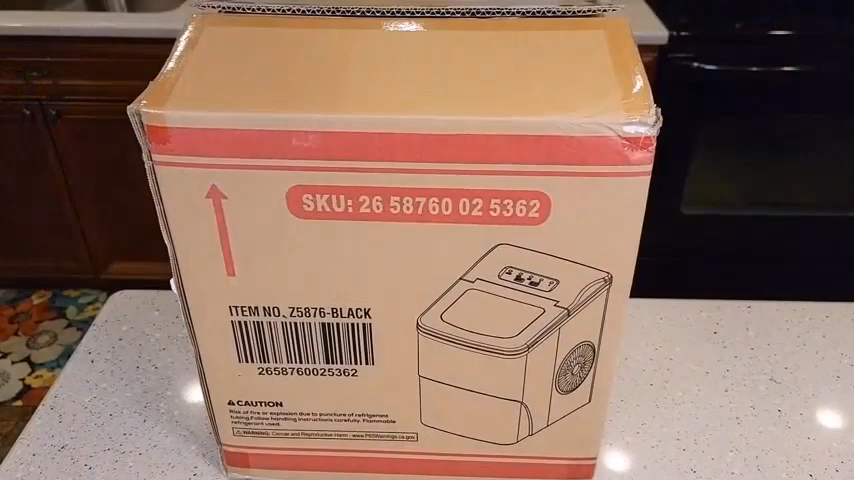 SKU: 26 58760 02 5362
ITEM NO. Z5876-BLACK
2658760025362
CAUTION
Risk of fire or explosion due to puncture of refrigerant
tubing,Follow handling instructions carefully. Flammable
refrigerant used.
WARNING: Cancer and Reproductive Harm - www.P65Warnings.ca.gov